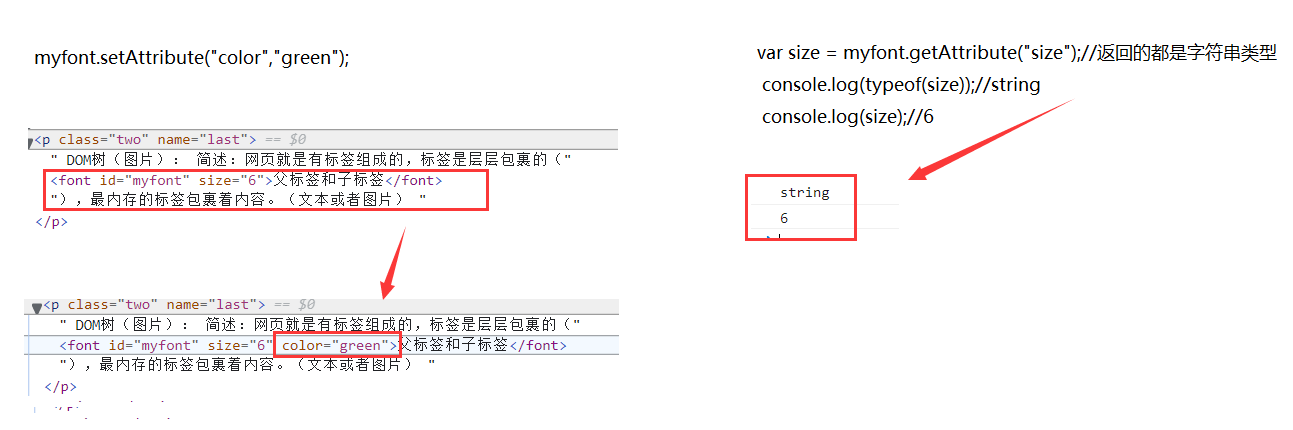 myfont.setAttribute("color","green");
<p class="two" name="last"> == $0
" DOM树（图片）： 简述：网页就是有标签组成的，标签是层层包裹的（"
<font id="myfont" size="6">父标签和子标签</font>
"），最内存的标签包裹着内容。（文本或者图片） "
</p>
<p class="two" name="last"> == $0
" DOM树（图片）： 简述：网页就是有标签组成的，标签是层层包裹的（"
<font id="myfont" size="6" color="green">父标签和子标签</font>
"），最内存的标签包裹着内容。（文本或者图片） "
</p>
var size = myfont.getAttribute("size");//返回的都是字符串类型
console.log(typeof(size));//string
console.log(size);//6
string
6